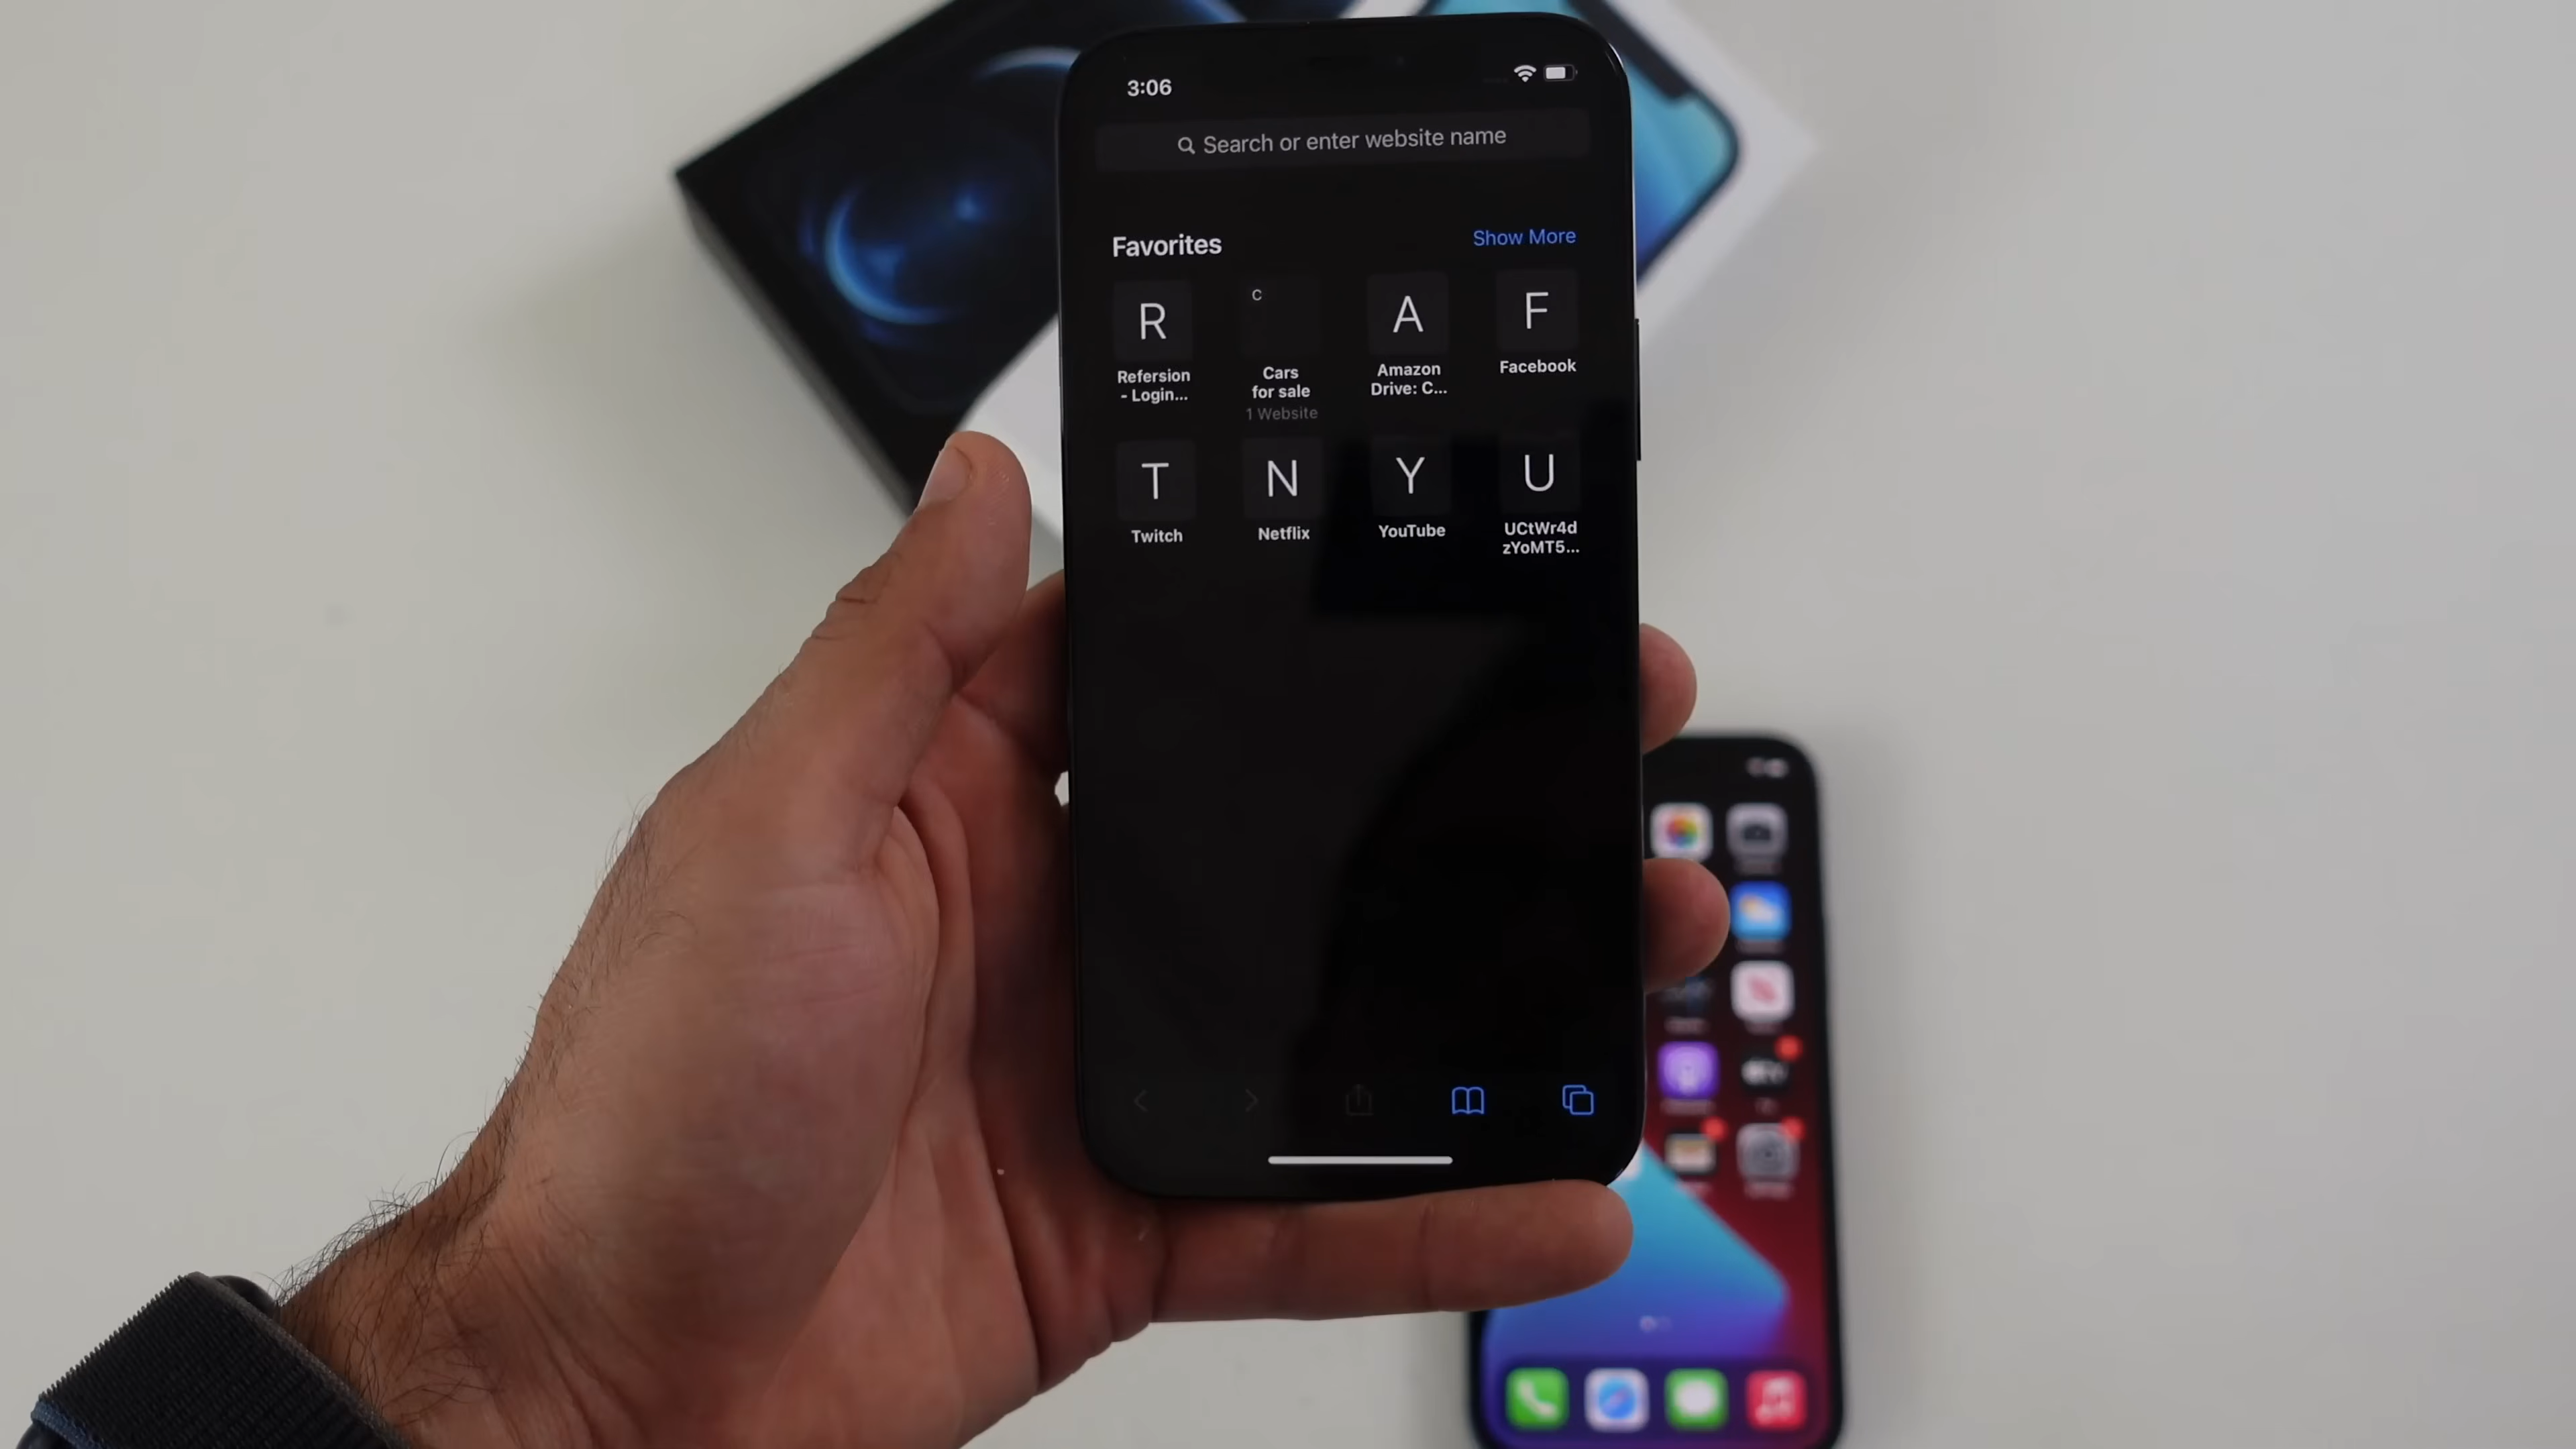 3:06
Search or enter website name
Favorites
Show More
R
C
A
F
Refersion
- Login...
Cars
for sale
1 Website
Amazon
Drive: C...
Facebook
T
N
Y
U
Twitch
Netflix
YouTube
UCtWr4d
zYoMT5...